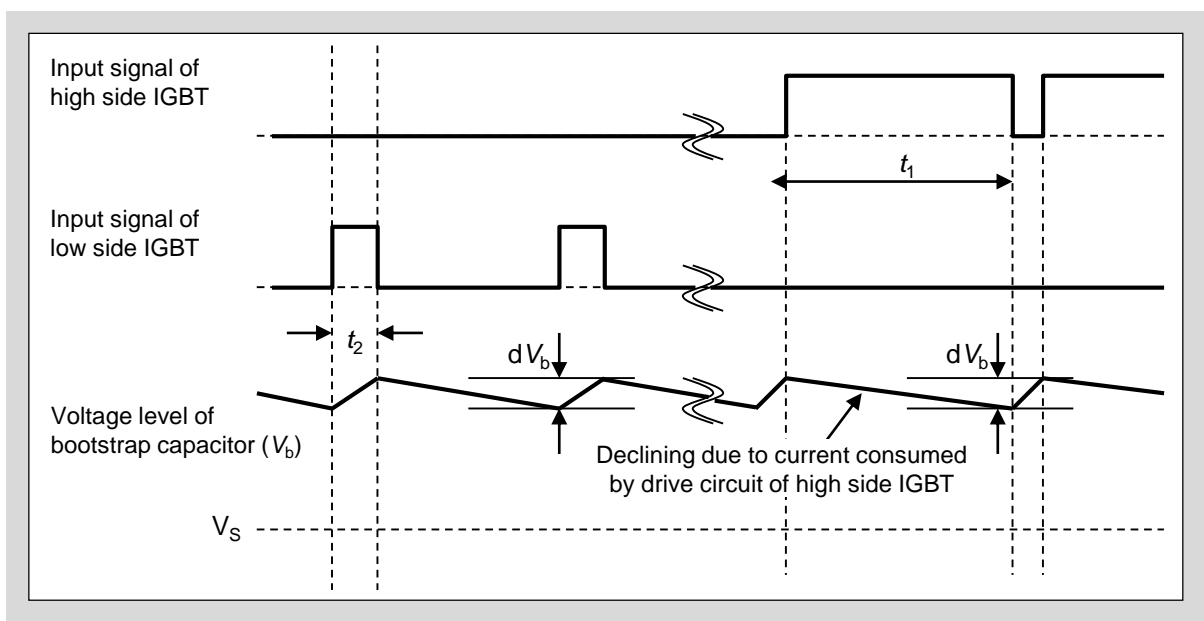 Input signal of
high side IGBT
t1
Input signal of
low side IGBT
t2
dVb
dVb
Voltage level of
bootstrap capacitor (Vb)
Declining due to current consumed
by drive circuit of high side IGBT
VS